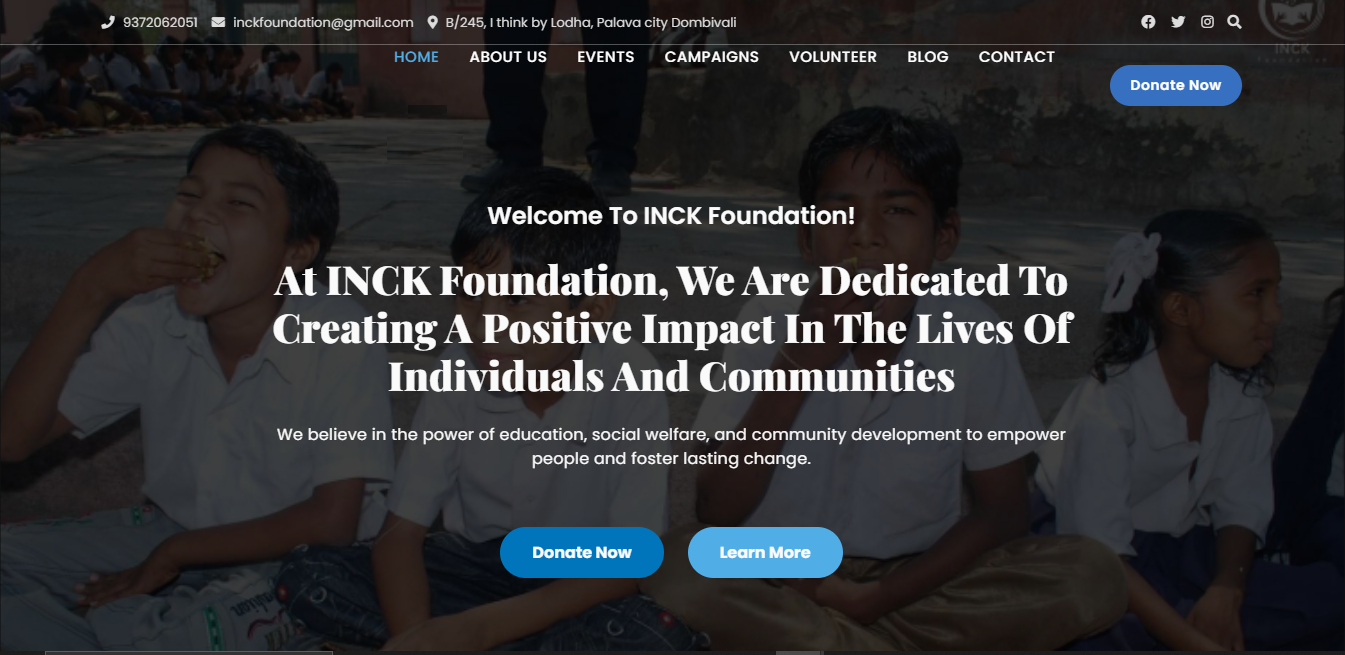 9372062051 inckfoundation@gmail.com B/245, I think by Lodha, Palava city Dombivali
INCK
FOUNDATION
HOME ABOUT US EVENTS CAMPAIGNS VOLUNTEER BLOG CONTACT
Donate Now
Welcome To INCK Foundation!
At INCK Foundation, We Are Dedicated To
Creating A Positive Impact In The Lives Of
Individuals And Communities
We believe in the power of education, social welfare, and community development to empower
people and foster lasting change.
Donate Now Learn More